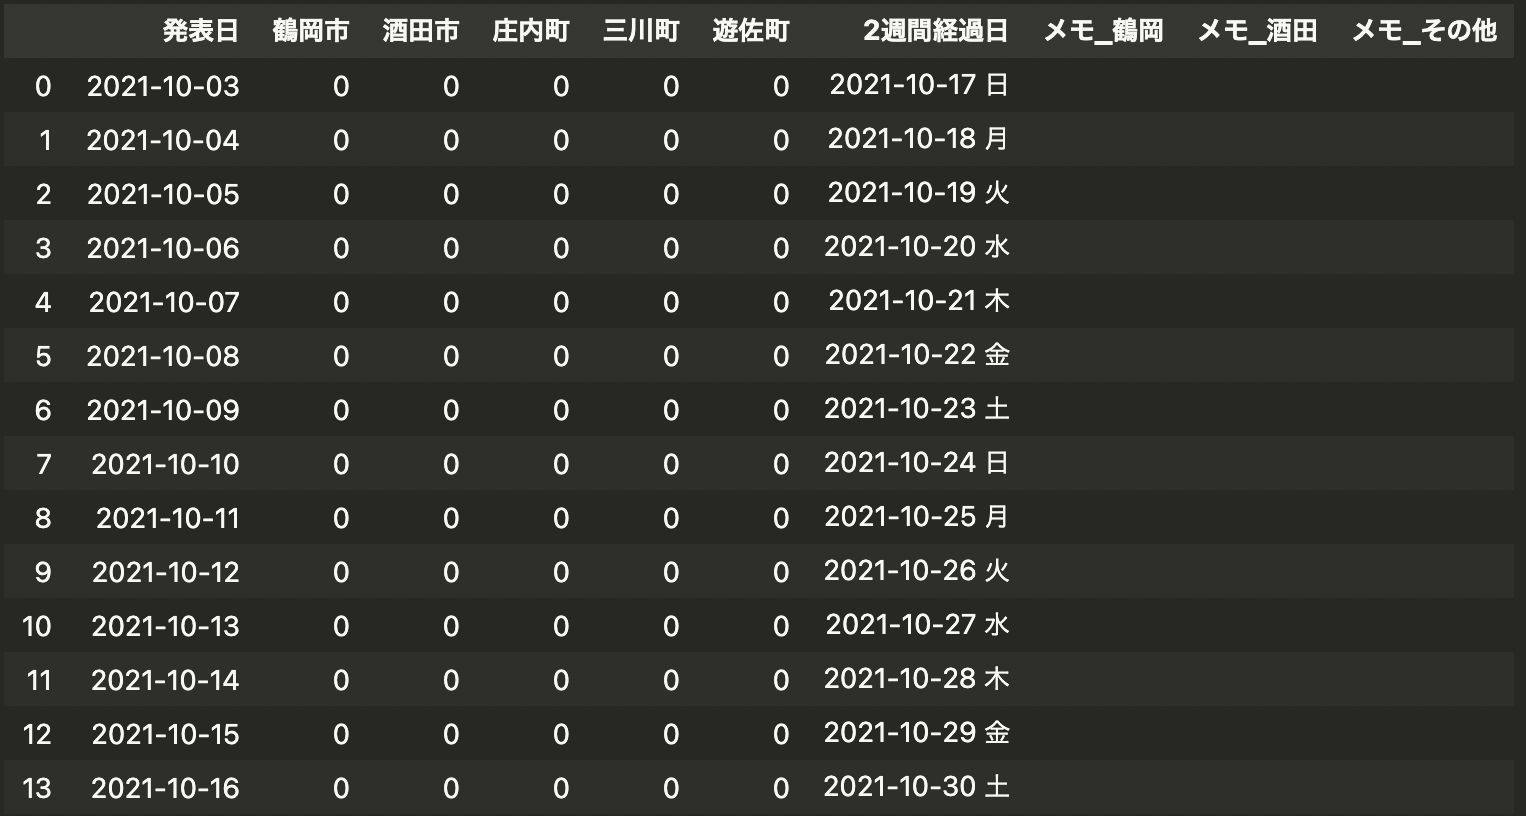 発表日 鶴岡市 酒田市 庄内町 三川町 遊佐町 2週間経過日 メモ_鶴岡 メモ_酒田 メモ_その他
0 2021-10-03 0 0 0 0 0 2021-10-17 日
1 2021-10-04 0 0 0 0 0 2021-10-18 月
2 2021-10-05 0 0 0 0 0 2021-10-19 火
3 2021-10-06 0 0 0 0 0 2021-10-20 水
4 2021-10-07 0 0 0 0 0 2021-10-21 木
5 2021-10-08 0 0 0 0 0 2021-10-22 金
6 2021-10-09 0 0 0 0 0 2021-10-23 土
7 2021-10-10 0 0 0 0 0 2021-10-24 日
8 2021-10-11 0 0 0 0 0 2021-10-25 月
9 2021-10-12 0 0 0 0 0 2021-10-26 火
10 2021-10-13 0 0 0 0 0 2021-10-27 水
11 2021-10-14 0 0 0 0 0 2021-10-28 木
12 2021-10-15 0 0 0 0 0 2021-10-29 金
13 2021-10-16 0 0 0 0 0 2021-10-30 土